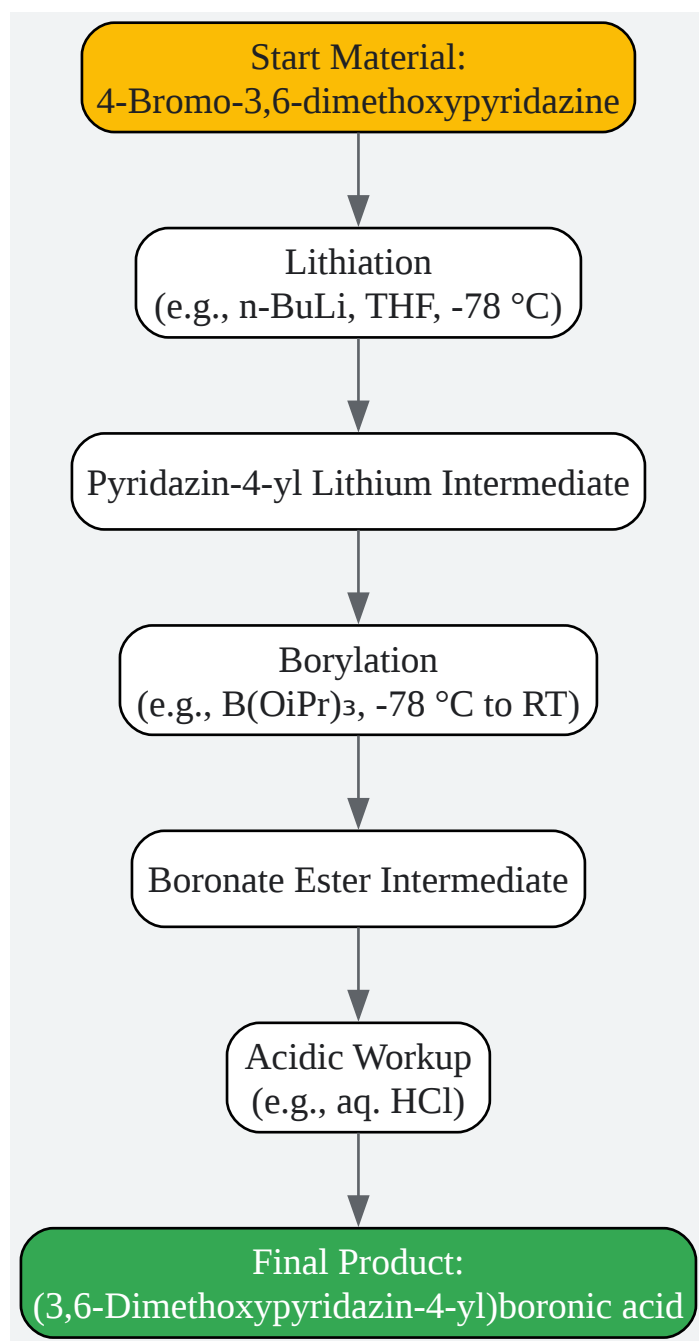 Start Material:
4-Bromo-3,6-dimethoxypyridazine
Lithiation
(e.g., n-BuLi, THF, -78 °C)
Pyridazin-4-yl Lithium Intermediate
Borylation
(e.g., B(OiPr)₃, -78 °C to RT)
Boronate Ester Intermediate
Acidic Workup
(e.g., aq. HCl)
Final Product:
(3,6-Dimethoxypyridazin-4-yl)boronic acid